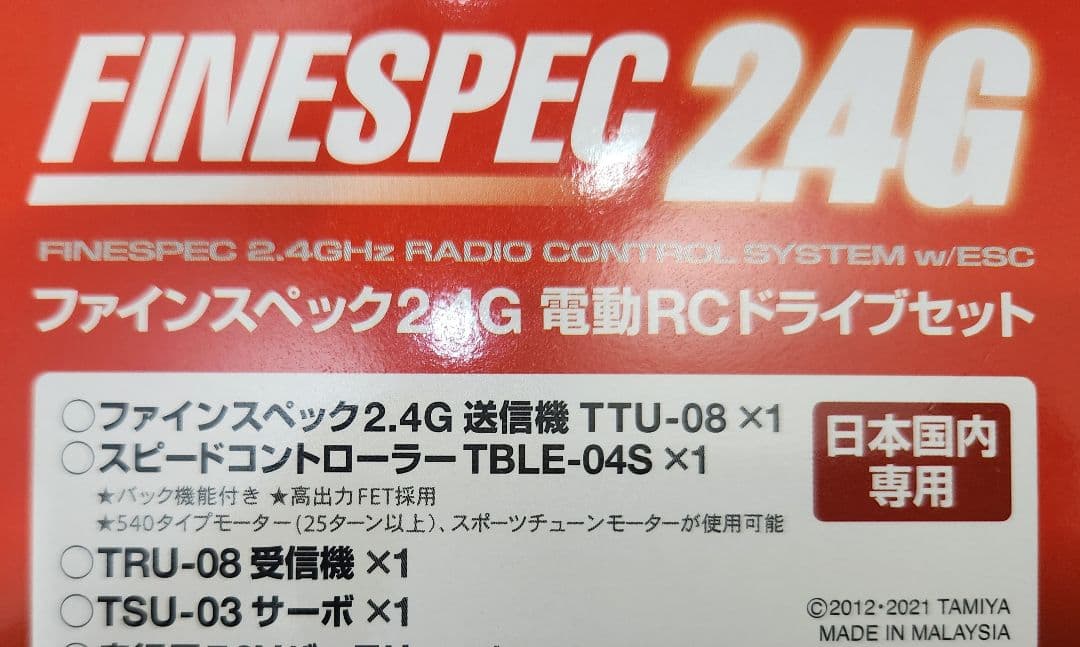 FINESPEC 2.4G
FINESPEC 2.4GHz RADIO CONTROL SYSTEM w/ESC
ファインスペック2.4G 電動RCドライブセット
○ファインスペック2.4G 送信機 TTU-08 ×1
○スピードコントローラー TBLE-04S ×1
★バック機能付き ★高出力FET採用
★540タイプモーター(25ターン以上)、スポーツチューンモーターが使用可能
日本国内
専用
○TRU-08 受信機 ×1
○TSU-03 サーボ ×1
©2012・2021 TAMIYA
MADE IN MALAYSIA